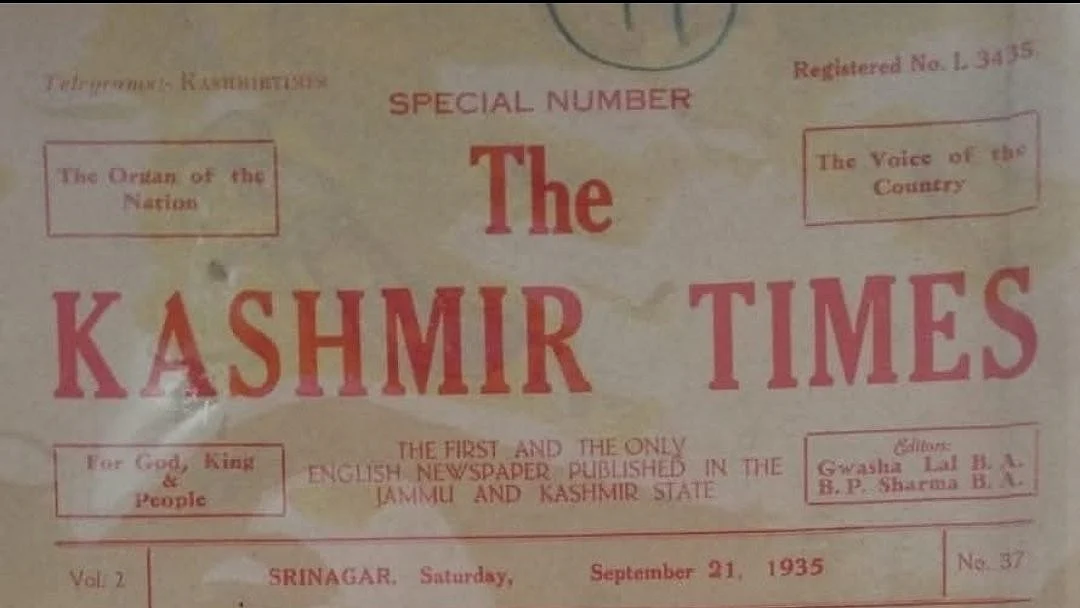 Telegrams:- KASHMIRTIMES
Registered No. L 3435
SPECIAL NUMBER
The Organ of the
Nation
The
The Voice of the
Country
KASHMIR TIMES
For God, King
&
People
THE FIRST AND THE ONLY
ENGLISH NEWSPAPER PUBLISHED IN THE
JAMMU AND KASHMIR STATE
Editors:
Gwasha Lal B. A.
B. P. Sharma B. A.
Vol. 2
SRINAGAR. Saturday, September 21, 1935
No. 37